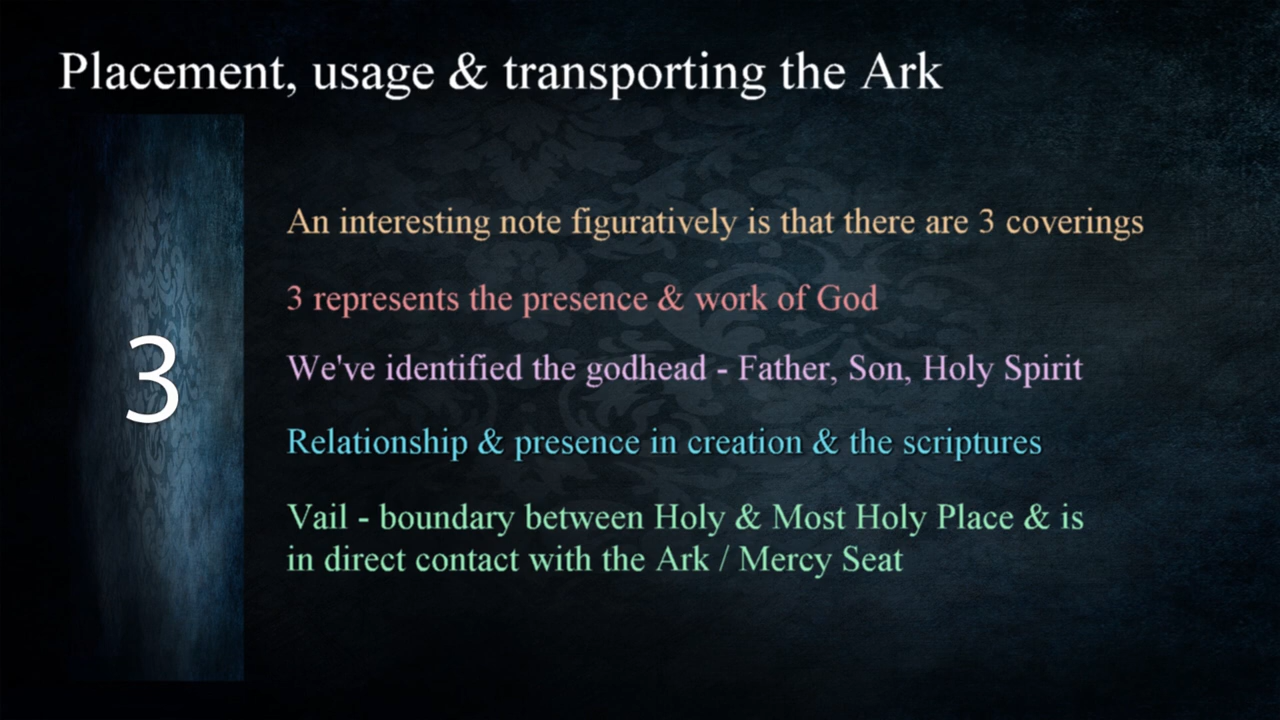 Placement, usage & transporting the Ark
3
An interesting note figuratively is that there are 3 coverings
3 represents the presence & work of God
We've identified the godhead - Father, Son, Holy Spirit
Relationship & presence in creation & the scriptures
Vail - boundary between Holy & Most Holy Place & is
in direct contact with the Ark / Mercy Seat